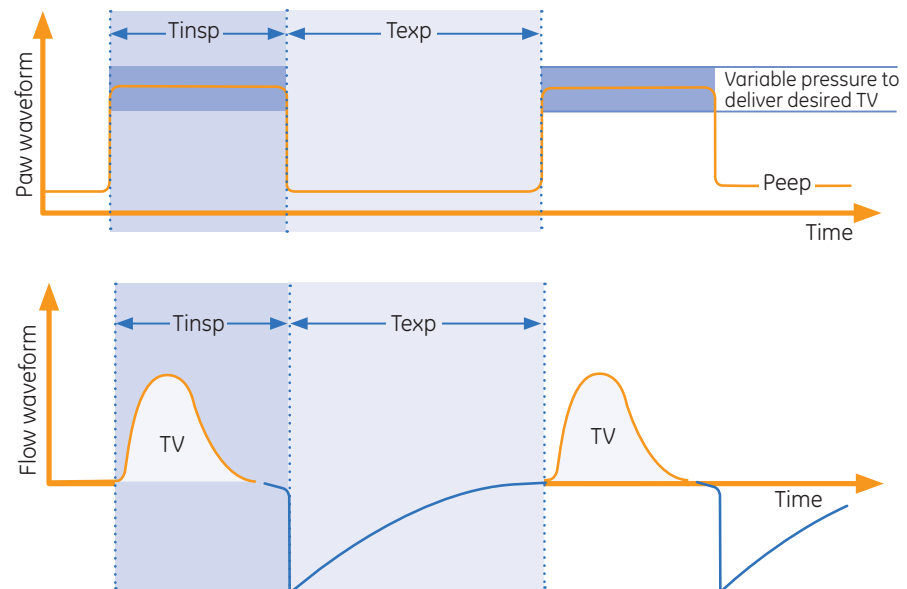 Tinsp
Texp
Paw waveform
Variable pressure to
deliver desired TV
Peep
Time
Tinsp
Texp
Flow waveform
TV
TV
Time